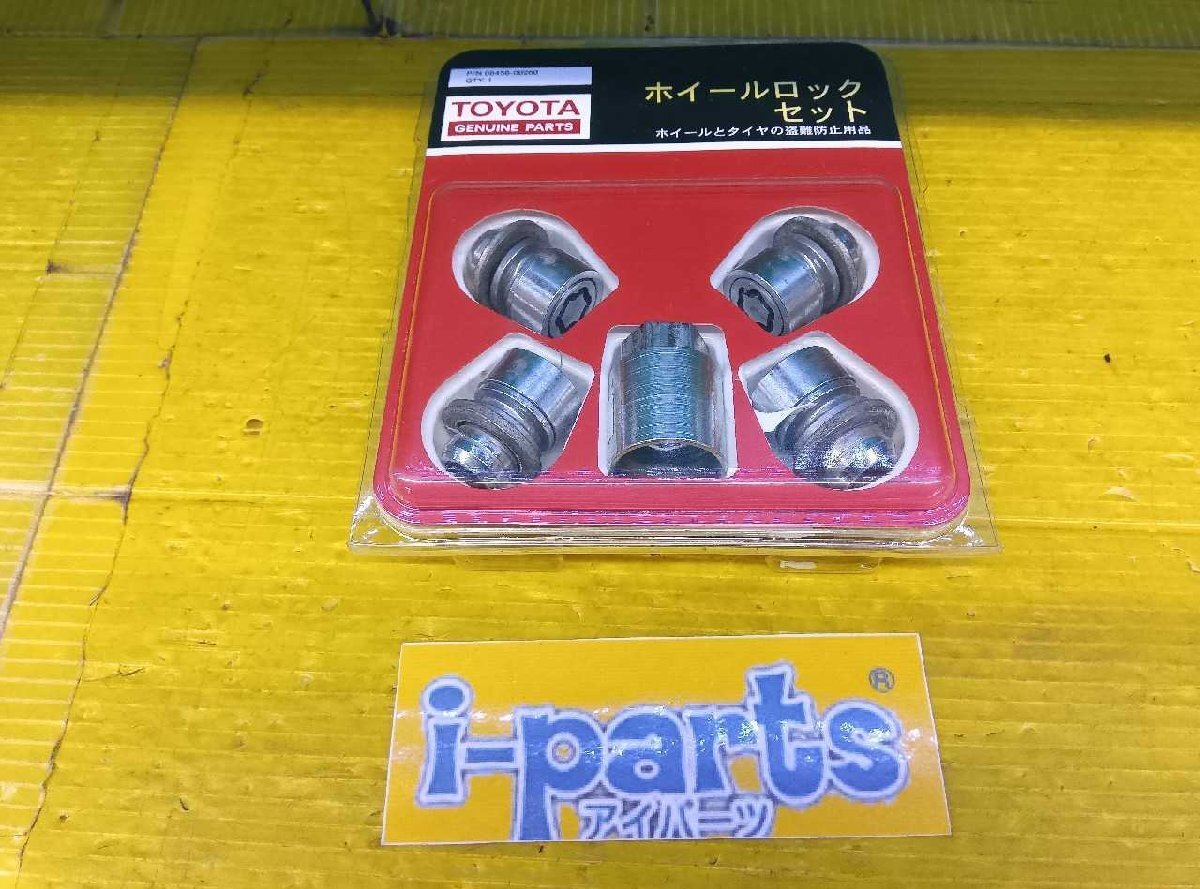 P/N 08456-00260
QTY: 1
TOYOTA
GENUINE PARTS
ホイールロック
セット
ホイールとタイヤの盗難防止用品
i-parts®
アイパーツ